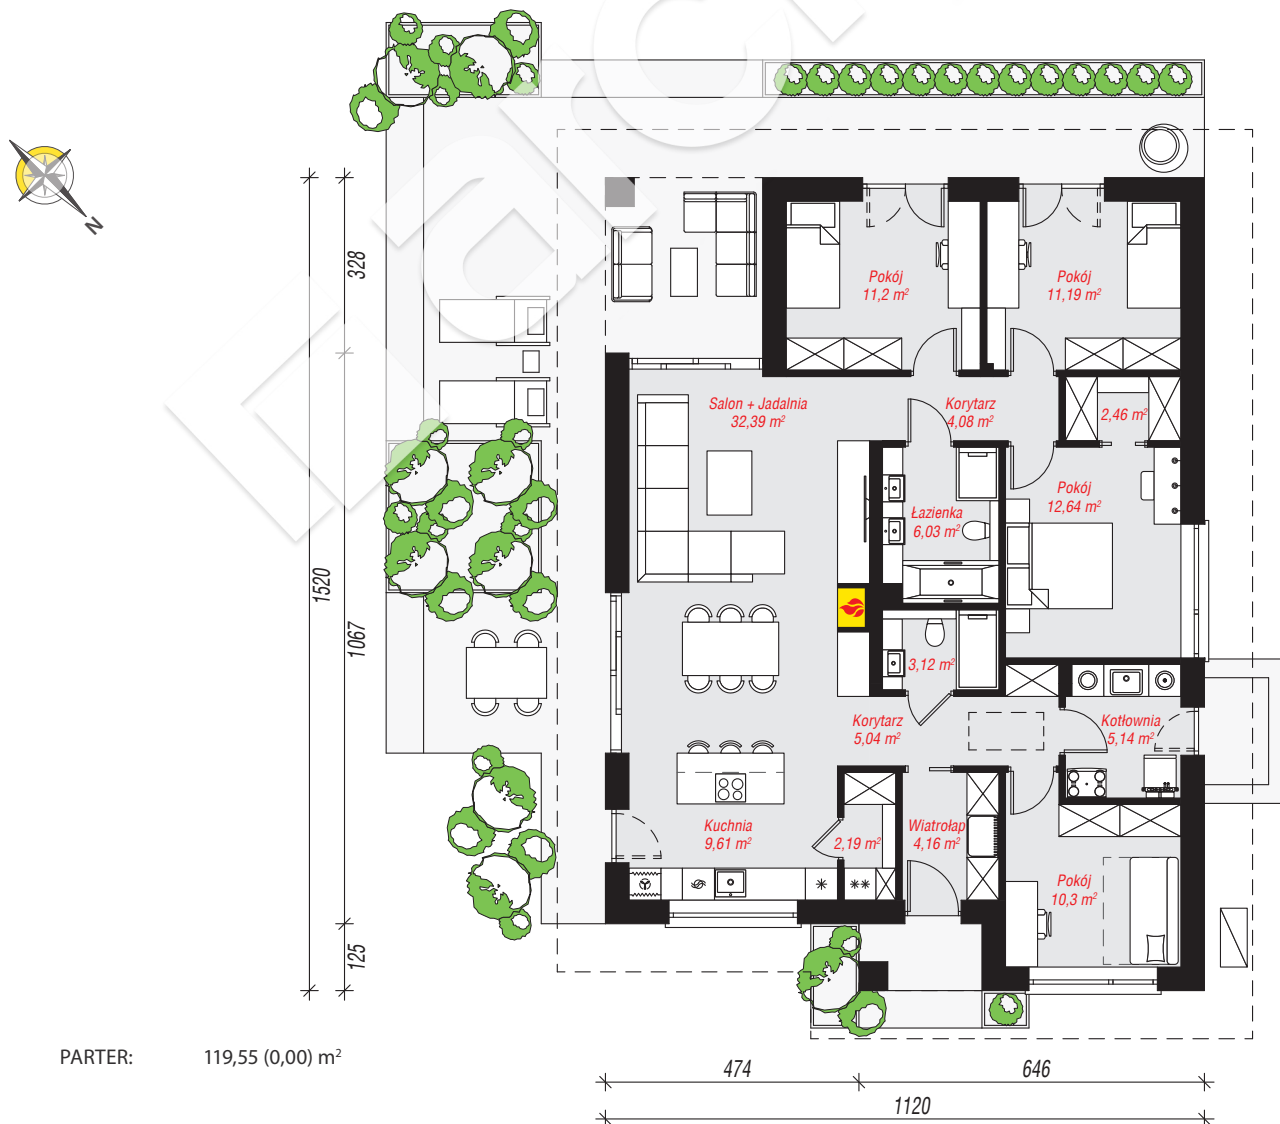 N
328
1520
1067
125
Pokój
11,2 m²
Pokój
11,19 m²
Salon + Jadalnia
32,39 m²
Korytarz
4,08 m²
2,46 m²
Pokój
12,64 m²
Łazienka
6,03 m²
3,12 m²
Korytarz
5,04 m²
Kotłownia
5,14 m²
Kuchnia
9,61 m²
2,19 m²
Wiatrołap
4,16 m²
Pokój
10,3 m²
PARTER: 119,55 (0,00) m²
474
646
1120